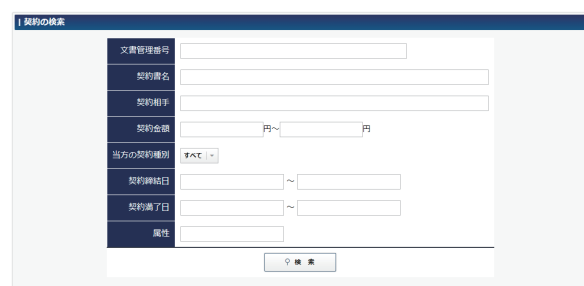 契約の検索
文書管理番号
契約書名
契約相手
契約金額 円～ 円
当方の契約種別 すべて
契約締結日 ～
契約満了日 ～
属性
検 索